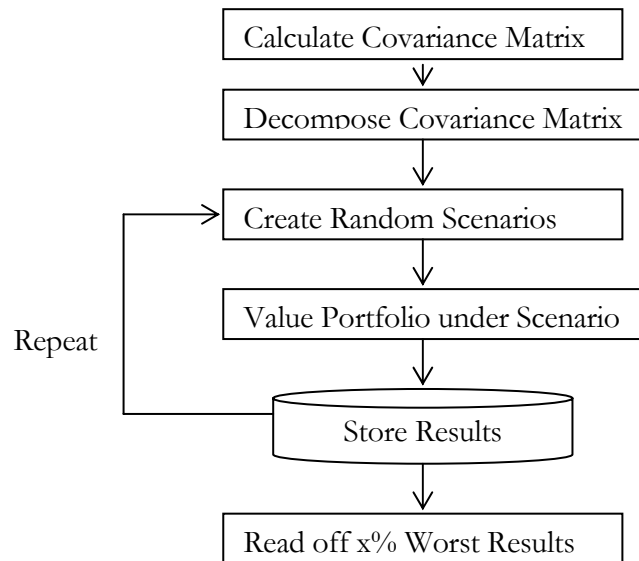 Calculate Covariance Matrix
Decompose Covariance Matrix
Create Random Scenarios
Value Portfolio under Scenario
Repeat
Store Results
Read off x% Worst Results